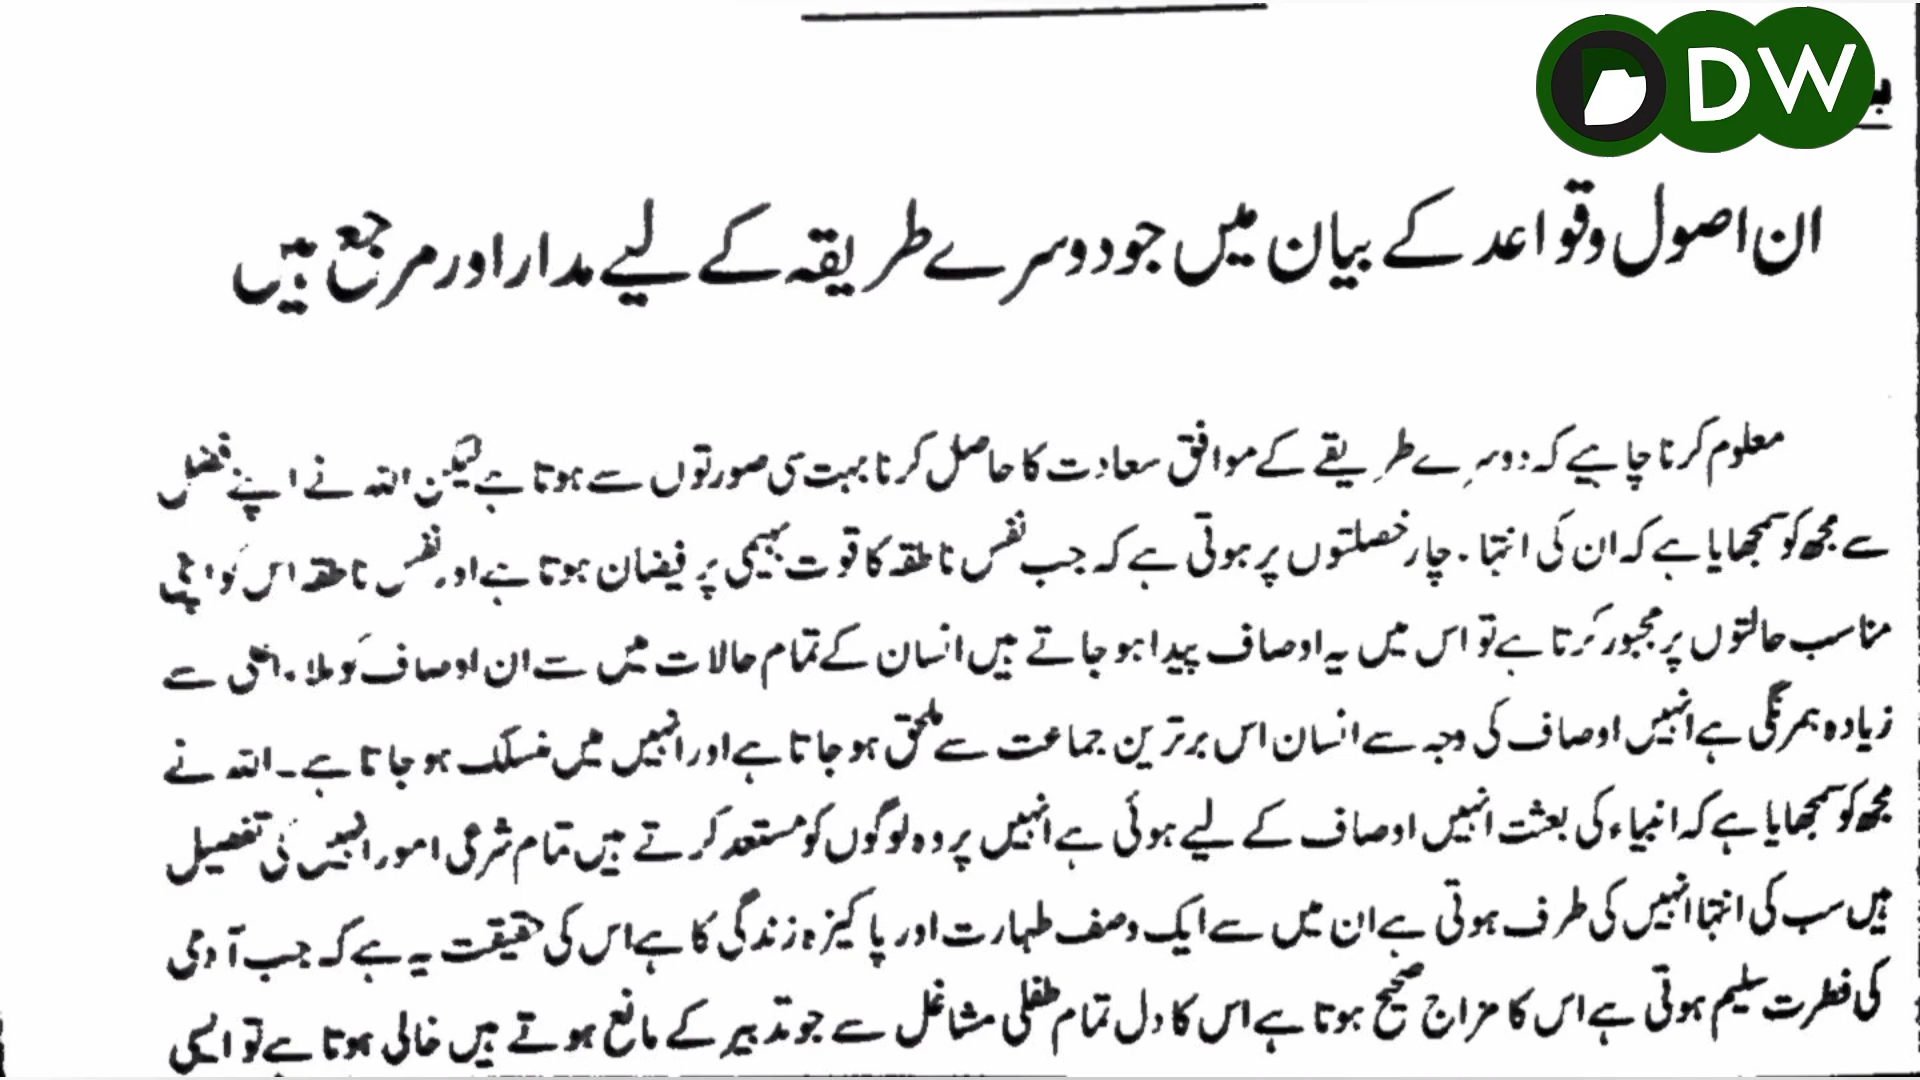 DW
ان اصول وقواعد کے بیان میں جو دوسرے طریقہ کے لیے مدار اور مرجع ہیں
معلوم کرنا چاہیے کہ دوسرے طریقے کے موافق سعادت کا حاصل کرنا بہت سی صورتوں سے ہوتا ہے لیکن اللہ نے اپنے فضل
سے مجھ کو سمجھایا ہے کہ ان کی انتہا ۔ چار خصلتوں پر ہوتی ہے کہ جب نفس ناطقہ کا قوت بہیمی پر فیضان ہوتا ہے اور نفس ناطقہ اس کو اپنی
مناسب حالتوں پر مجبور کرتا ہے تو اس میں یہ اوصاف پیدا ہو جاتے ہیں انسان کے تمام حالات میں سے ان اوصاف کو ملاء اعلیٰ سے
زیادہ ہمرنگی ہے انہیں اوصاف کی وجہ سے انسان اس برترین جماعت سے ملحق ہو جاتا ہے اور انہیں میں منسلک ہو جاتا ہے۔ اللہ نے
مجھ کو سمجھایا ہے کہ انبیاء کی بعثت انہیں اوصاف کے لیے ہوئی ہے انہیں پر وہ لوگوں کو مستعد کرتے ہیں تمام شرعی امور انہیں کی تفصیل
ہیں سب کی انتہا انہیں کی طرف ہوتی ہے ان میں سے ایک وصف طہارت اور پاکیزہ زندگی کا ہے اس کی حقیقت یہ ہے کہ جب آدمی
کی فطرت سلیم ہوتی ہے اس کا مزاج صحیح ہوتا ہے اس کا دل تمام طفلی مشاغل سے جو تدبیر کے مانع ہوتے ہیں خالی ہوتا ہے تو ایسی